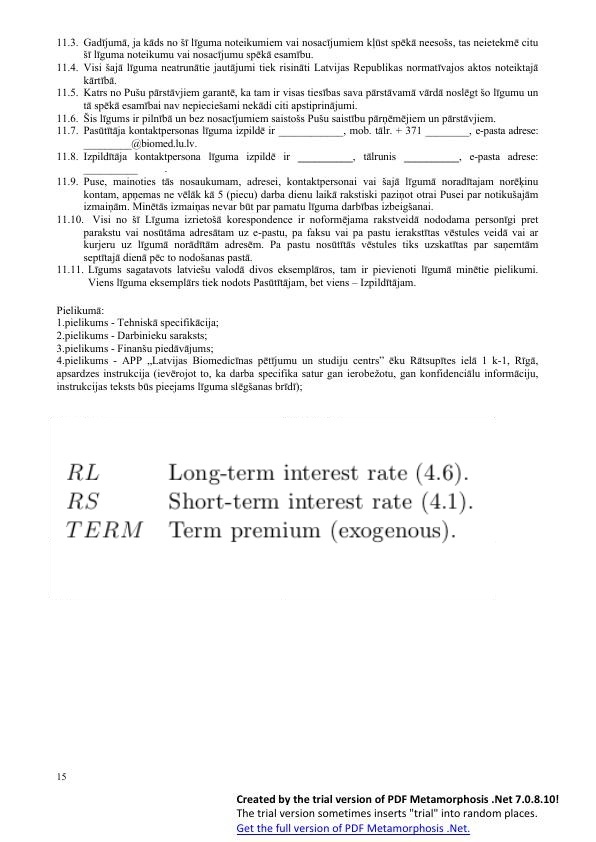 11.3. Gadījumā, ja kāds no šī līguma noteikumiem vai nosacījumiem kļūst spēkā neesošs, tas neietekmē citu
šī līguma noteikumu vai nosacījumu spēkā esamību.
11.4. Visi šajā līguma neatrunātie jautājumi tiek risināti Latvijas Republikas normatīvajos aktos noteiktajā
kārtībā.
11.5. Katrs no Pušu pārstāvjiem garantē, ka tam ir visas tiesības sava pārstāvamā vārdā noslēgt šo līgumu un
tā spēkā esamībai nav nepieciešami nekādi citi apstiprinājumi.
11.6. Šis līgums ir pilnībā un bez nosacījumiem saistošs Pušu saistību pārņēmējiem un pārstāvjiem.
11.7. Pasūtītāja kontaktpersonas līguma izpildē ir ____________, mob. tālr. + 371 ________, e-pasta adrese:
_________@biomed.lu.lv.
11.8. Izpildītāja kontaktpersona līguma izpildē ir __________, tālrunis __________, e-pasta adrese:
__________ .
11.9. Puse, mainoties tās nosaukumam, adresei, kontaktpersonai vai šajā līgumā noradītajam norēķinu
kontam, apņemas ne vēlāk kā 5 (piecu) darba dienu laikā rakstiski paziņot otrai Pusei par notikušajām
izmaiņām. Minētās izmaiņas nevar būt par pamatu līguma darbības izbeigšanai.
11.10. Visi no šī Līguma izrietošā korespondence ir noformējama rakstveidā nododama personīgi pret
parakstu vai nosūtāma adresātam uz e-pastu, pa faksu vai pa pastu ierakstītas vēstules veidā vai ar
kurjeru uz līgumā norādītām adresēm. Pa pastu nosūtītās vēstules tiks uzskatītas par saņemtām
septītajā dienā pēc to nodošanas pastā.
11.11. Līgums sagatavots latviešu valodā divos eksemplāros, tam ir pievienoti līgumā minētie pielikumi.
Viens līguma eksemplārs tiek nodots Pasūtītājam, bet viens – Izpildītājam.
Pielikumā:
1.pielikums - Tehniskā specifikācija;
2.pielikums - Darbinieku saraksts;
3.pielikums - Finanšu piedāvājums;
4.pielikums - APP „Latvijas Biomedicīnas pētījumu un studiju centrs” ēku Rātsupītes ielā 1 k-1, Rīgā,
apsardzes instrukcija (ievērojot to, ka darba specifika satur gan ierobežotu, gan konfidenciālu informāciju,
instrukcijas teksts būs pieejams līguma slēgšanas brīdī);
RL Long-term interest rate (4.6).
RS Short-term interest rate (4.1).
TERM Term premium (exogenous).
15
Created by the trial version of PDF Metamorphosis .Net 7.0.8.10!
The trial version sometimes inserts "trial" into random places.
Get the full version of PDF Metamorphosis .Net.